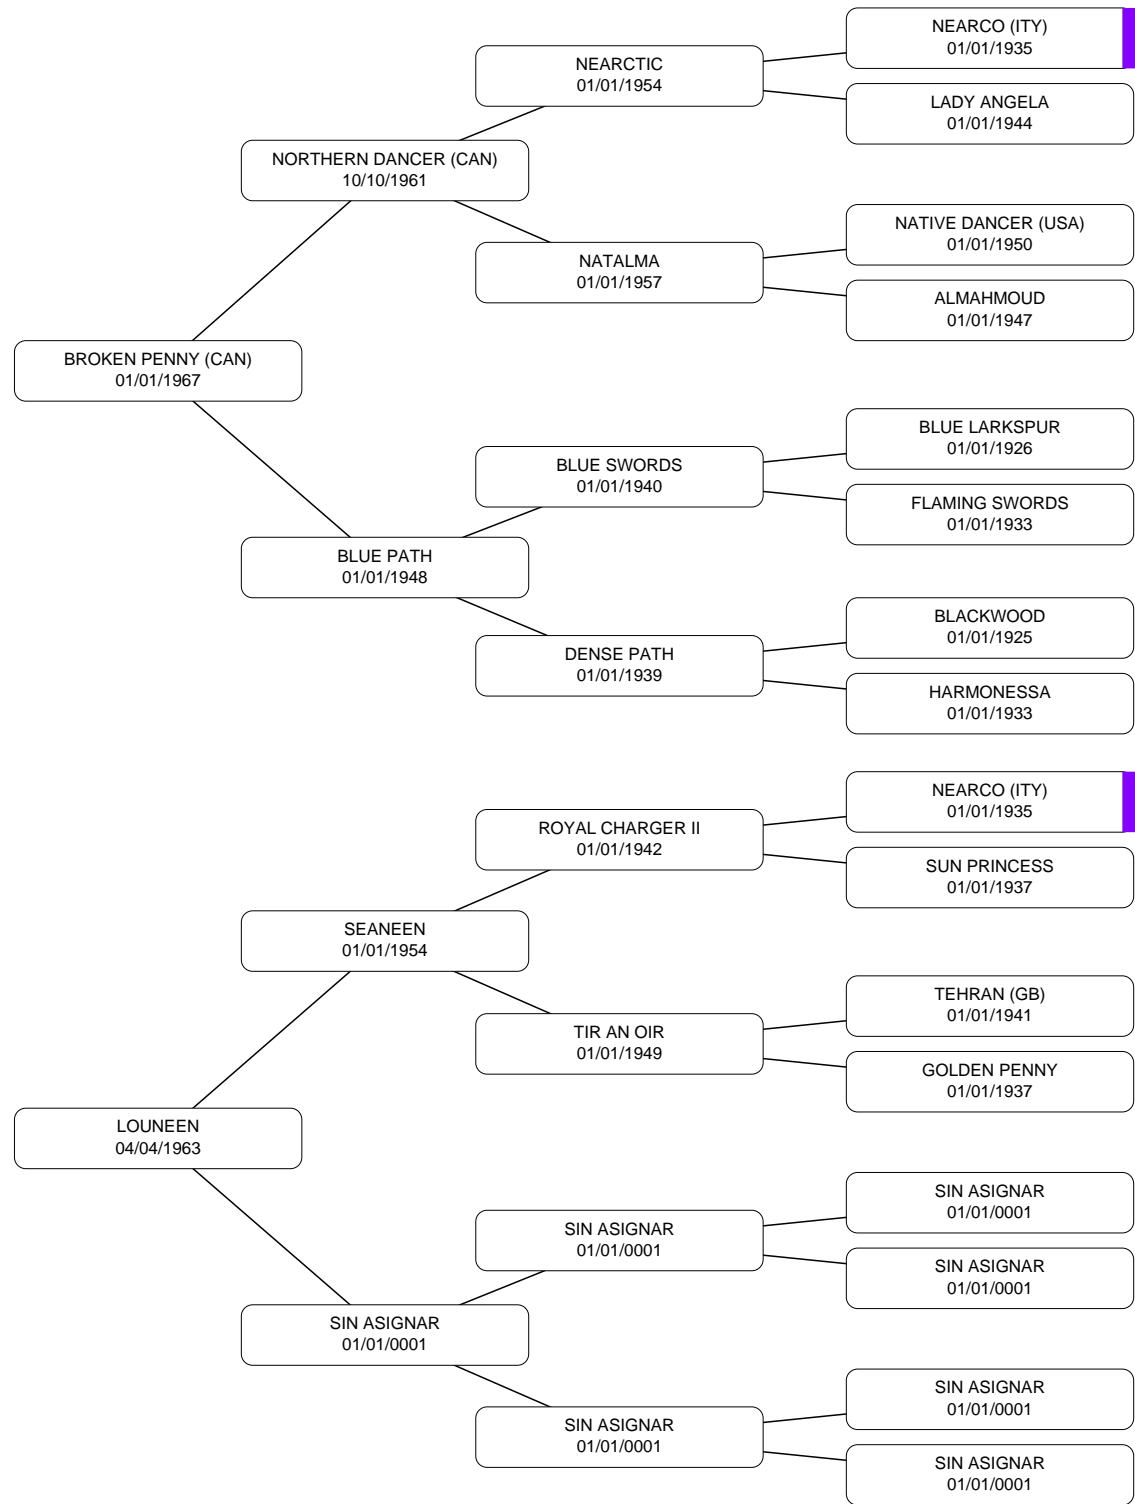 NEARCO (ITY)
01/01/1935
NEARCTIC
01/01/1954
LADY ANGELA
01/01/1944
NORTHERN DANCER (CAN)
10/10/1961
NATIVE DANCER (USA)
01/01/1950
NATALMA
01/01/1957
ALMAHMOUD
01/01/1947
BROKEN PENNY (CAN)
01/01/1967
BLUE LARKSPUR
01/01/1926
BLUE SWORDS
01/01/1940
FLAMING SWORDS
01/01/1933
BLUE PATH
01/01/1948
BLACKWOOD
01/01/1925
DENSE PATH
01/01/1939
HARMONESSA
01/01/1933
NEARCO (ITY)
01/01/1935
ROYAL CHARGER II
01/01/1942
SUN PRINCESS
01/01/1937
SEANEEN
01/01/1954
TEHRAN (GB)
01/01/1941
TIR AN OIR
01/01/1949
GOLDEN PENNY
01/01/1937
LOUNEEN
04/04/1963
SIN ASIGNAR
01/01/0001
SIN ASIGNAR
01/01/0001
SIN ASIGNAR
01/01/0001
SIN ASIGNAR
01/01/0001
SIN ASIGNAR
01/01/0001
SIN ASIGNAR
01/01/0001
SIN ASIGNAR
01/01/0001